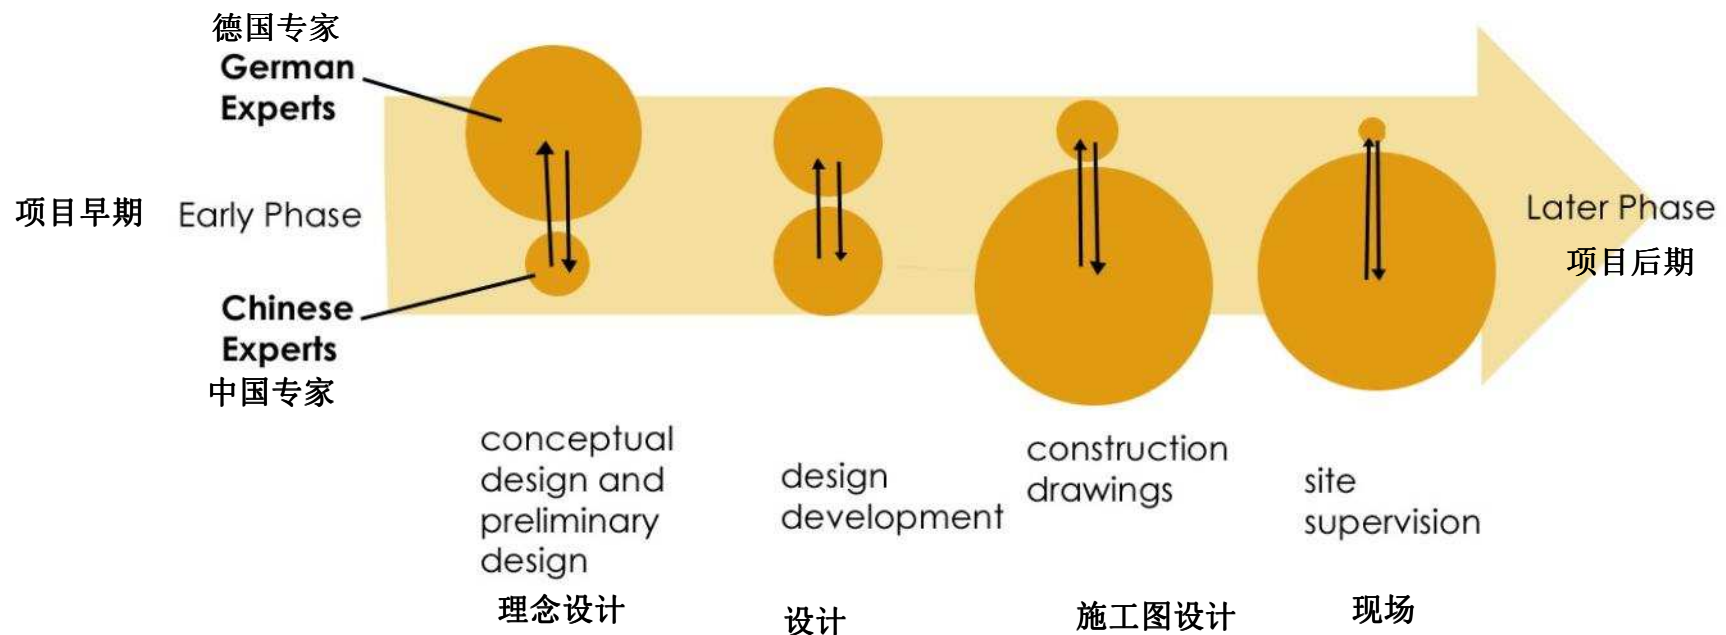 德国专家
German
Experts
项目早期
Early Phase
Later Phase
项目后期
Chinese
Experts
中国专家
conceptual
design and
preliminary
design
理念设计
design
development
设计
construction
drawings
施工图设计
site
supervision
现场